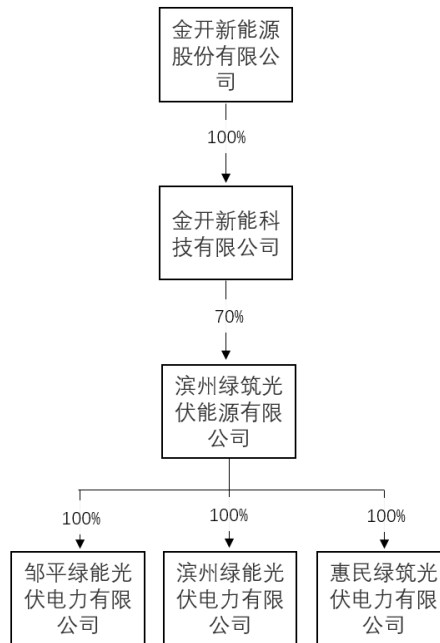 金开新能源
股份有限公
司
100%
金开新能科
技有限公司
70%
滨州绿筑光
伏能源有限
公司
100%
100%
100%
邹平绿能光
伏电力有限
公司
滨州绿能光
伏电力有限
公司
惠民绿筑光
伏电力有限
公司